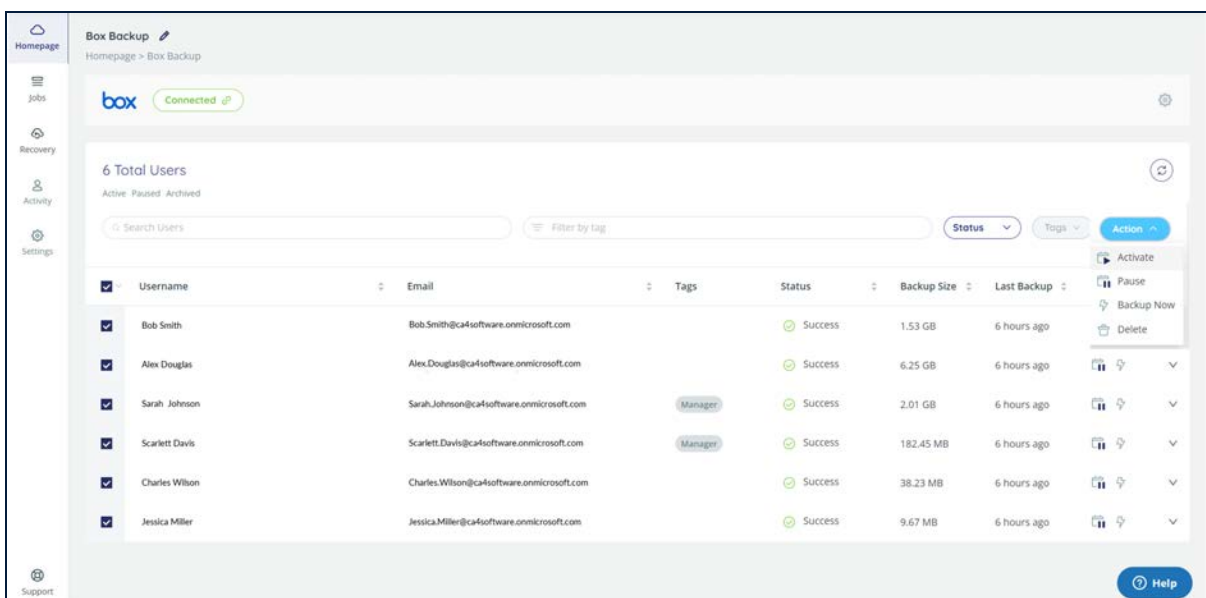 Homepage
Jobs
Recovery
Activity
Settings
Support
Box Backup
Homepage > Box Backup
box Connected
6 Total Users
Active Paused Archived
Search Users Filter by tag Status Tags Action
Activate
Pause
Backup Now
Delete
Username Email Tags Status Backup Size Last Backup
Bob Smith Bob.Smith@ca4software.onmicrosoft.com Success 1.53 GB 6 hours ago
Alex Douglas Alex.Douglas@ca4software.onmicrosoft.com Success 6.25 GB 6 hours ago
Sarah Johnson Sarah.Johnson@ca4software.onmicrosoft.com Manager Success 2.01 GB 6 hours ago
Scarlett Davis Scarlett.Davis@ca4software.onmicrosoft.com Manager Success 182.45 MB 6 hours ago
Charles Wilson Charles.Wilson@ca4software.onmicrosoft.com Success 38.23 MB 6 hours ago
Jessica Miller Jessica.Miller@ca4software.onmicrosoft.com Success 9.67 MB 6 hours ago
Help